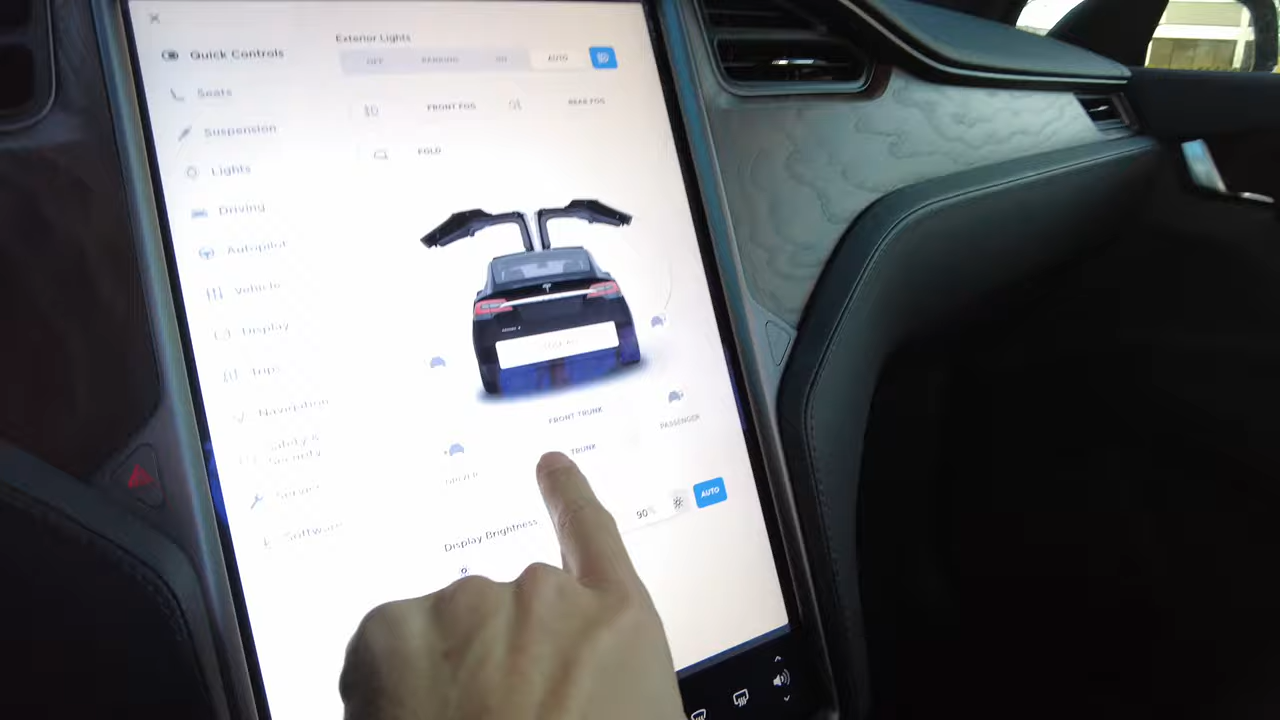 Quick Controls
Exterior Lights
OFF PARKING ON AUTO
Seats
FRONT FOG REAR FOG
Suspension
FOLD
Lights
Driving
Autopilot
Vehicle
Display
Trips
Navigation
Safety &
Security
FRONT TRUNK
PASSENGER
TRUNK
DRIVER
Service
AUTO
90%
Software
Display Brightness